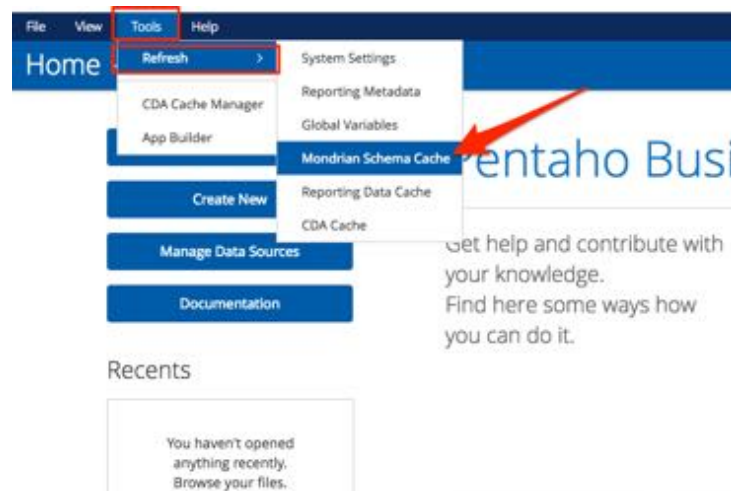 File View Tools Help
Home
Refresh >
CDA Cache Manager
App Builder
System Settings
Reporting Metadata
Global Variables
Mondrian Schema Cache
Reporting Data Cache
CDA Cache
Pentaho Busi
Create New
Manage Data Sources
Documentation
Get help and contribute with
your knowledge.
Find here some ways how
you can do it.
Recents
You haven't opened
anything recently.
Browse your files.